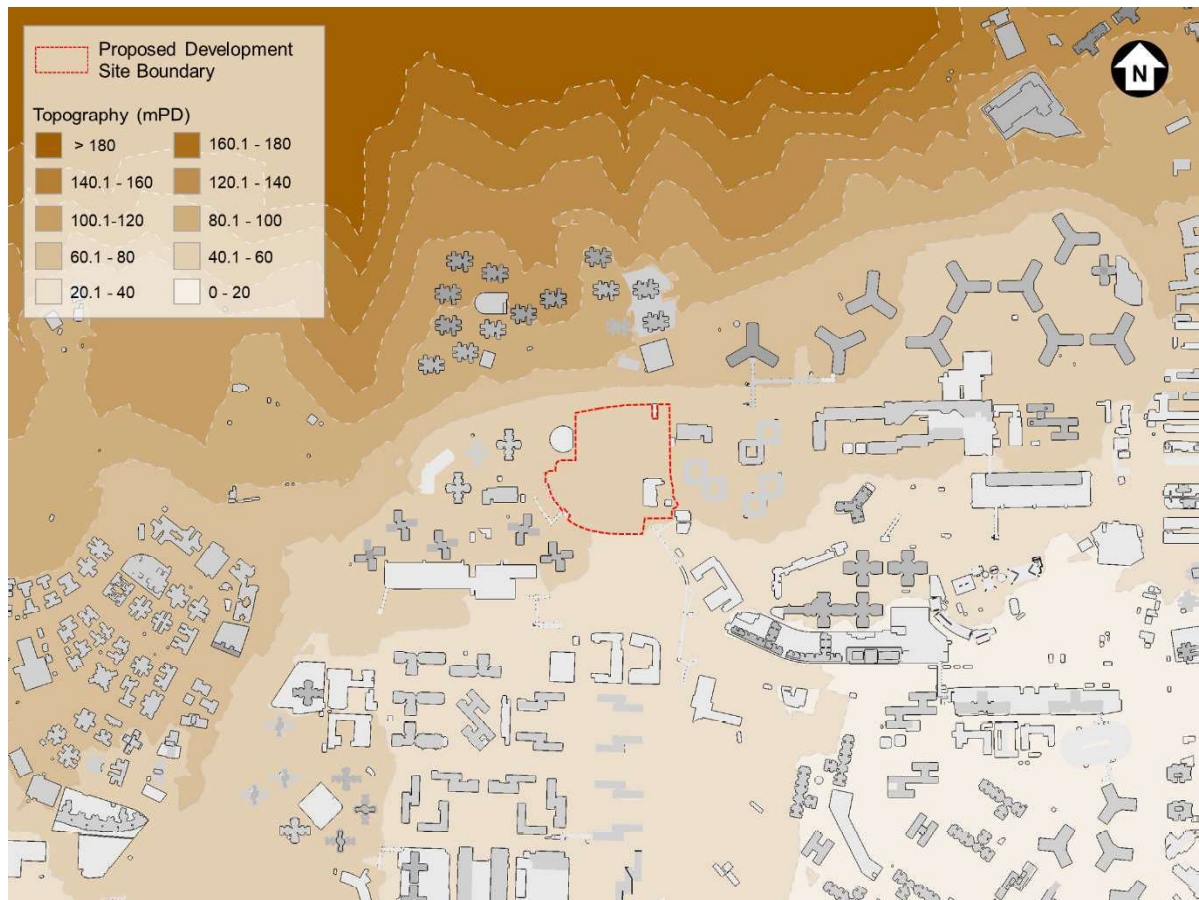 Proposed Development
Site Boundary
N
Topography (mPD)
> 180
160.1 - 180
140.1 - 160
120.1 - 140
100.1-120
80.1 - 100
60.1 - 80
40.1 - 60
20.1 - 40
0 - 20